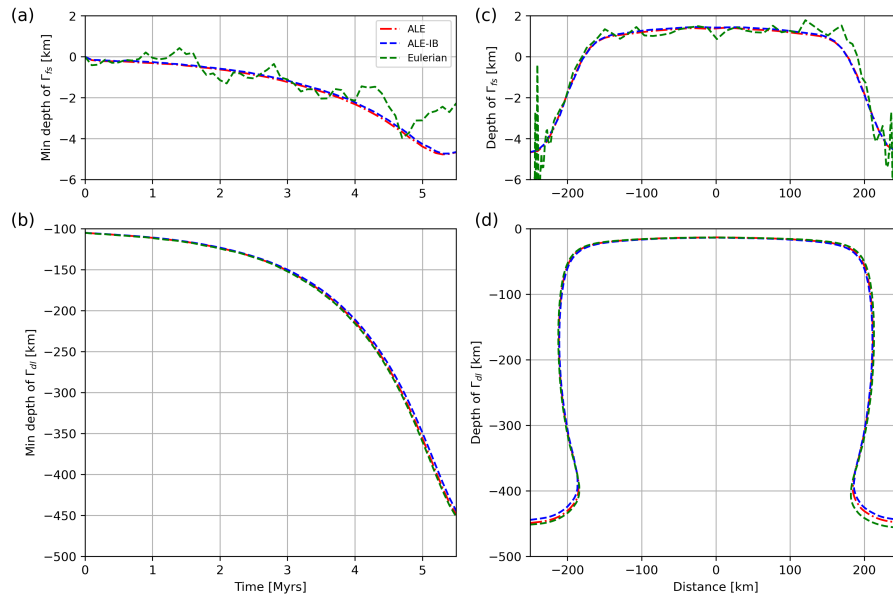 (a)
Min depth of Γfs [km]
2
0
−2
−4
−6
0 1 2 3 4 5
ALE
ALE-IB
Eulerian
(c)
Depth of Γfs [km]
2
0
−2
−4
−6
−200 −100 0 100 200
(b)
Min depth of Γdl [km]
−100
−150
−200
−250
−300
−350
−400
−450
−500
0 1 2 3 4 5
Time [Myrs]
(d)
Depth of Γdl [km]
0
−100
−200
−300
−400
−500
−200 −100 0 100 200
Distance [km]